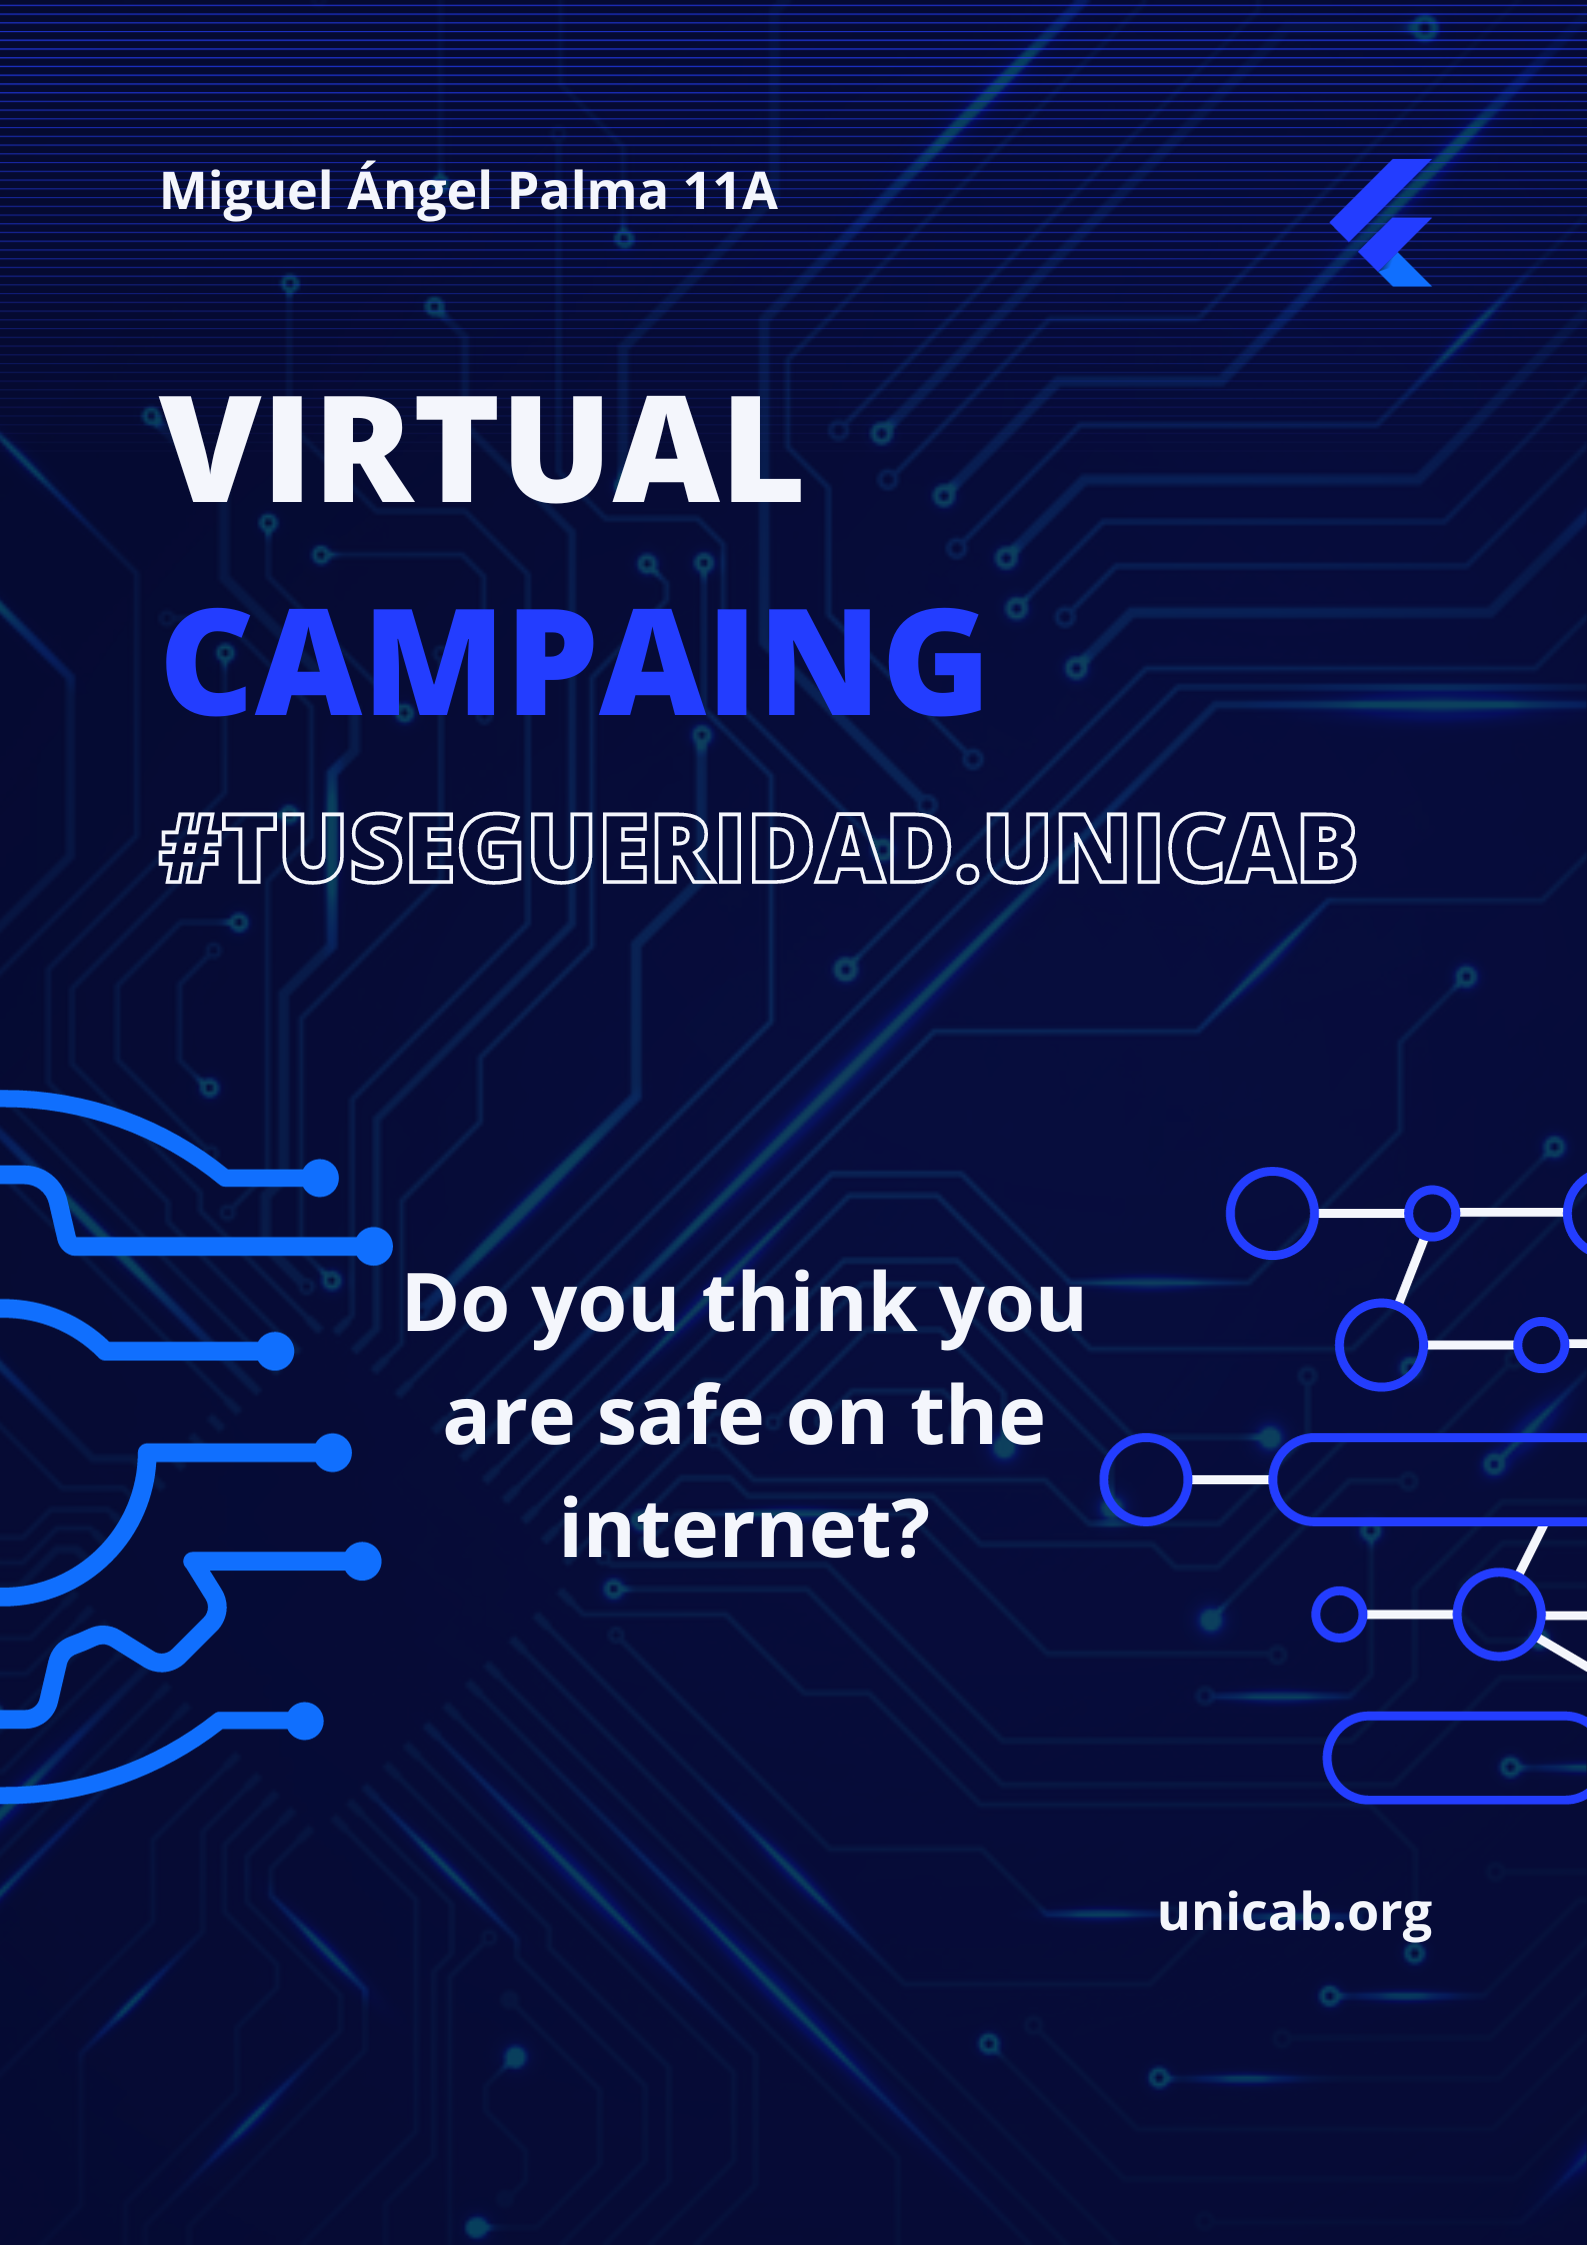 Miguel Ángel Palma 11A
VIRTUAL
CAMPAING
#TUSEGUERIDAD.UNICAB
Do you think you
are safe on the
internet?
unicab.org